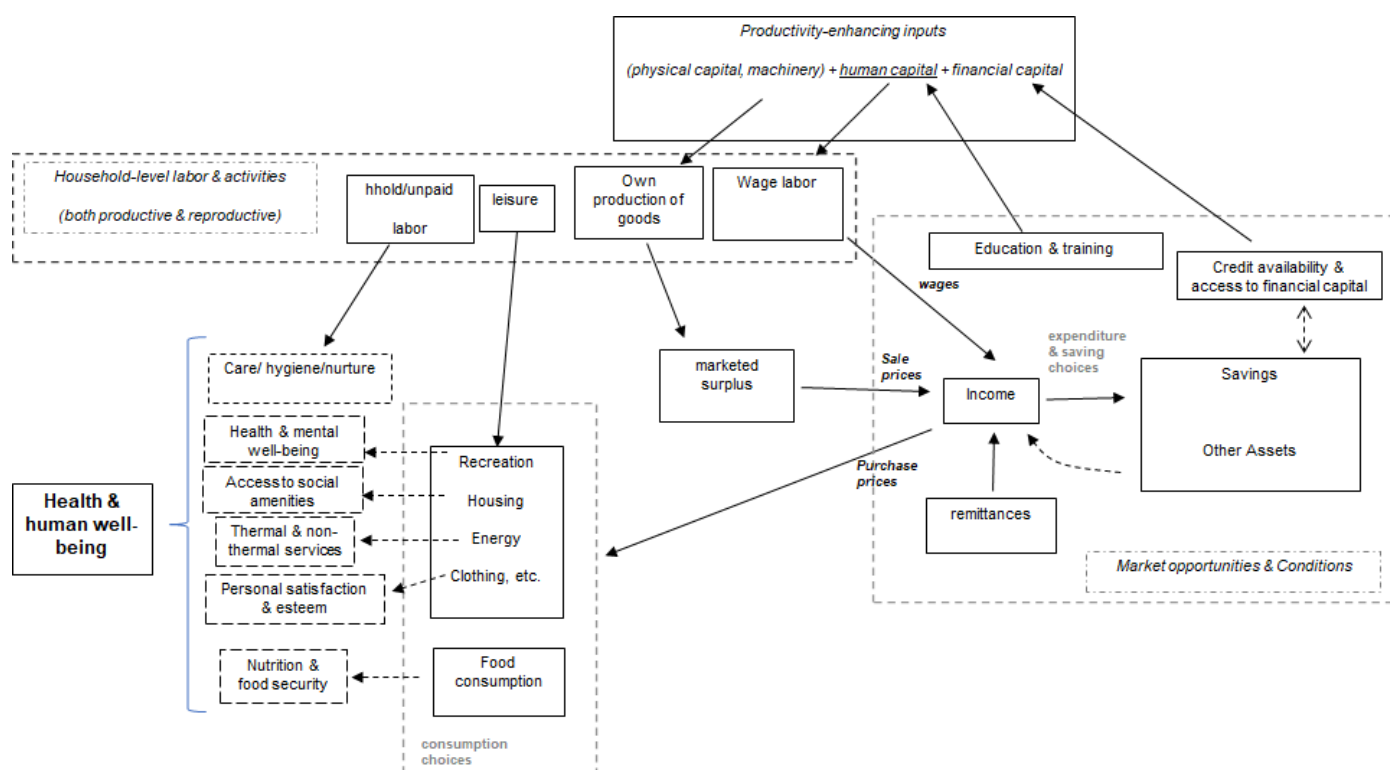 Productivity-enhancing inputs
(physical capital, machinery) + human capital + financial capital
Household-level labor & activities
(both productive & reproductive)
hhold/unpaid
labor
leisure
Own
production of
goods
Wage labor
Education & training
Credit availability &
access to financial capital
wages
expenditure
& saving
choices
Care/ hygiene/nurture
marketed
surplus
Sale
prices
Income
Savings
Other Assets
Health & mental
well-being
Access to social
amenities
Thermal & non-
thermal services
Personal satisfaction
& esteem
Nutrition &
food security
Health &
human well-
being
Recreation
Housing
Energy
Clothing, etc.
Food
consumption
consumption
choices
Purchase
prices
remittances
Market opportunities & Conditions